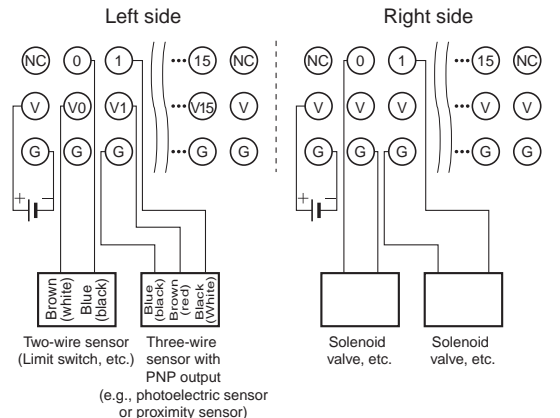 Left side
Right side
NC 0 1 ···15 NC
V V0 V1 ···V15 V
G G G ···G G
+ −
NC 0 1 ···15 NC
V V V ···V V
G G G ···G G
+ −
Brown
(white)
Blue
(black)
Blue
(black)
Brown
(red)
Black
(White)
Two-wire sensor
(Limit switch, etc.)
Three-wire
sensor with
PNP output
(e.g., photoelectric sensor
or proximity sensor)
Solenoid
valve, etc.
Solenoid
valve, etc.